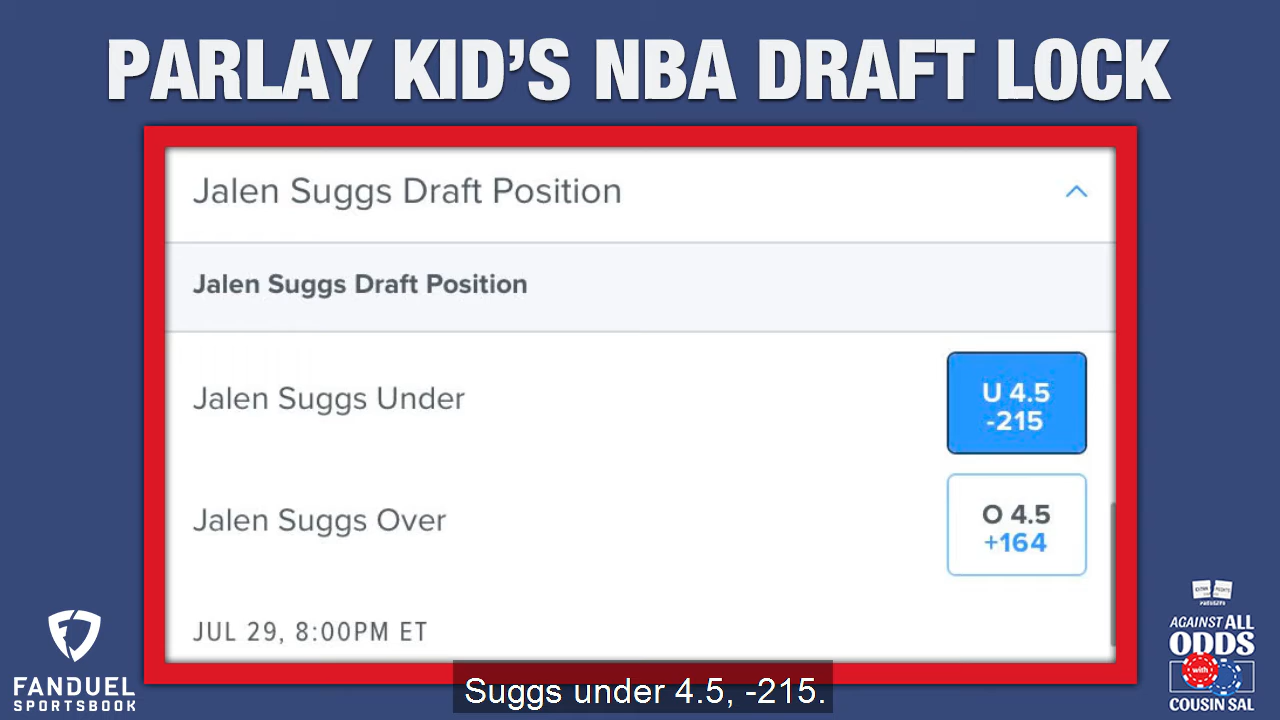 PARLAY KID'S NBA DRAFT LOCK
Jalen Suggs Draft Position
Jalen Suggs Draft Position
Jalen Suggs Under
U 4.5
-215
Jalen Suggs Over
O 4.5
+164
JUL 29, 8:00PM ET
Suggs under 4.5, -215.
FANDUEL
SPORTSBOOK
AGAINST ALL
ODDS
with
COUSIN SAL